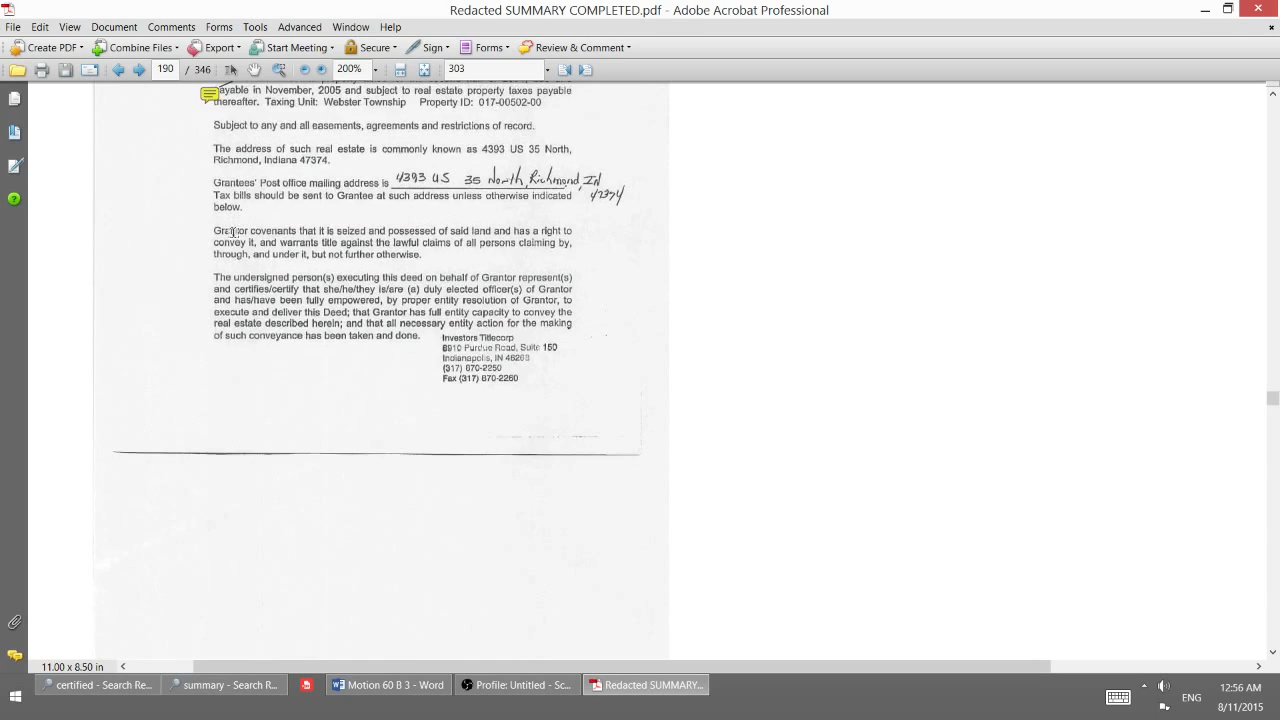 Redacted SUMMARY COMPLETED.pdf - Adobe Acrobat Professional
File Edit View Document Comments Forms Tools Advanced Window Help
Create PDF Combine Files Export Start Meeting Secure Sign Forms Review & Comment
190 / 346 200% 303
payable in November, 2005 and subject to real estate property taxes payable
thereafter. Taxing Unit: Webster Township Property ID: 017-00502-00
Subject to any and all easements, agreements and restrictions of record.
The address of such real estate is commonly known as 4393 US 35 North,
Richmond, Indiana 47374.
Grantees' Post office mailing address is 4393 US 35 North, Richmond, IN
47374
Tax bills should be sent to Grantee at such address unless otherwise indicated
below.
Grantor covenants that it is seized and possessed of said land and has a right to
convey it, and warrants title against the lawful claims of all persons claiming by,
through, and under it, but not further otherwise.
The undersigned person(s) executing this deed on behalf of Grantor represent(s)
and certifies/certify that she/he/they is/are (a) duly elected officer(s) of Grantor
and has/have been fully empowered, by proper entity resolution of Grantor, to
execute and deliver this Deed; that Grantor has full entity capacity to convey the
real estate described herein; and that all necessary entity action for the making
of such conveyance has been taken and done.
Investors Titlecorp
8910 Purdue Road, Suite 150
Indianapolis, IN 46268
(317) 870-2250
Fax (317) 870-2260
11.00 x 8.50 in
certified - Search Re... summary - Search R... Motion 60 B 3 - Word Profile: Untitled - Sc... Redacted SUMMARY...
ENG
12:56 AM
8/11/2015